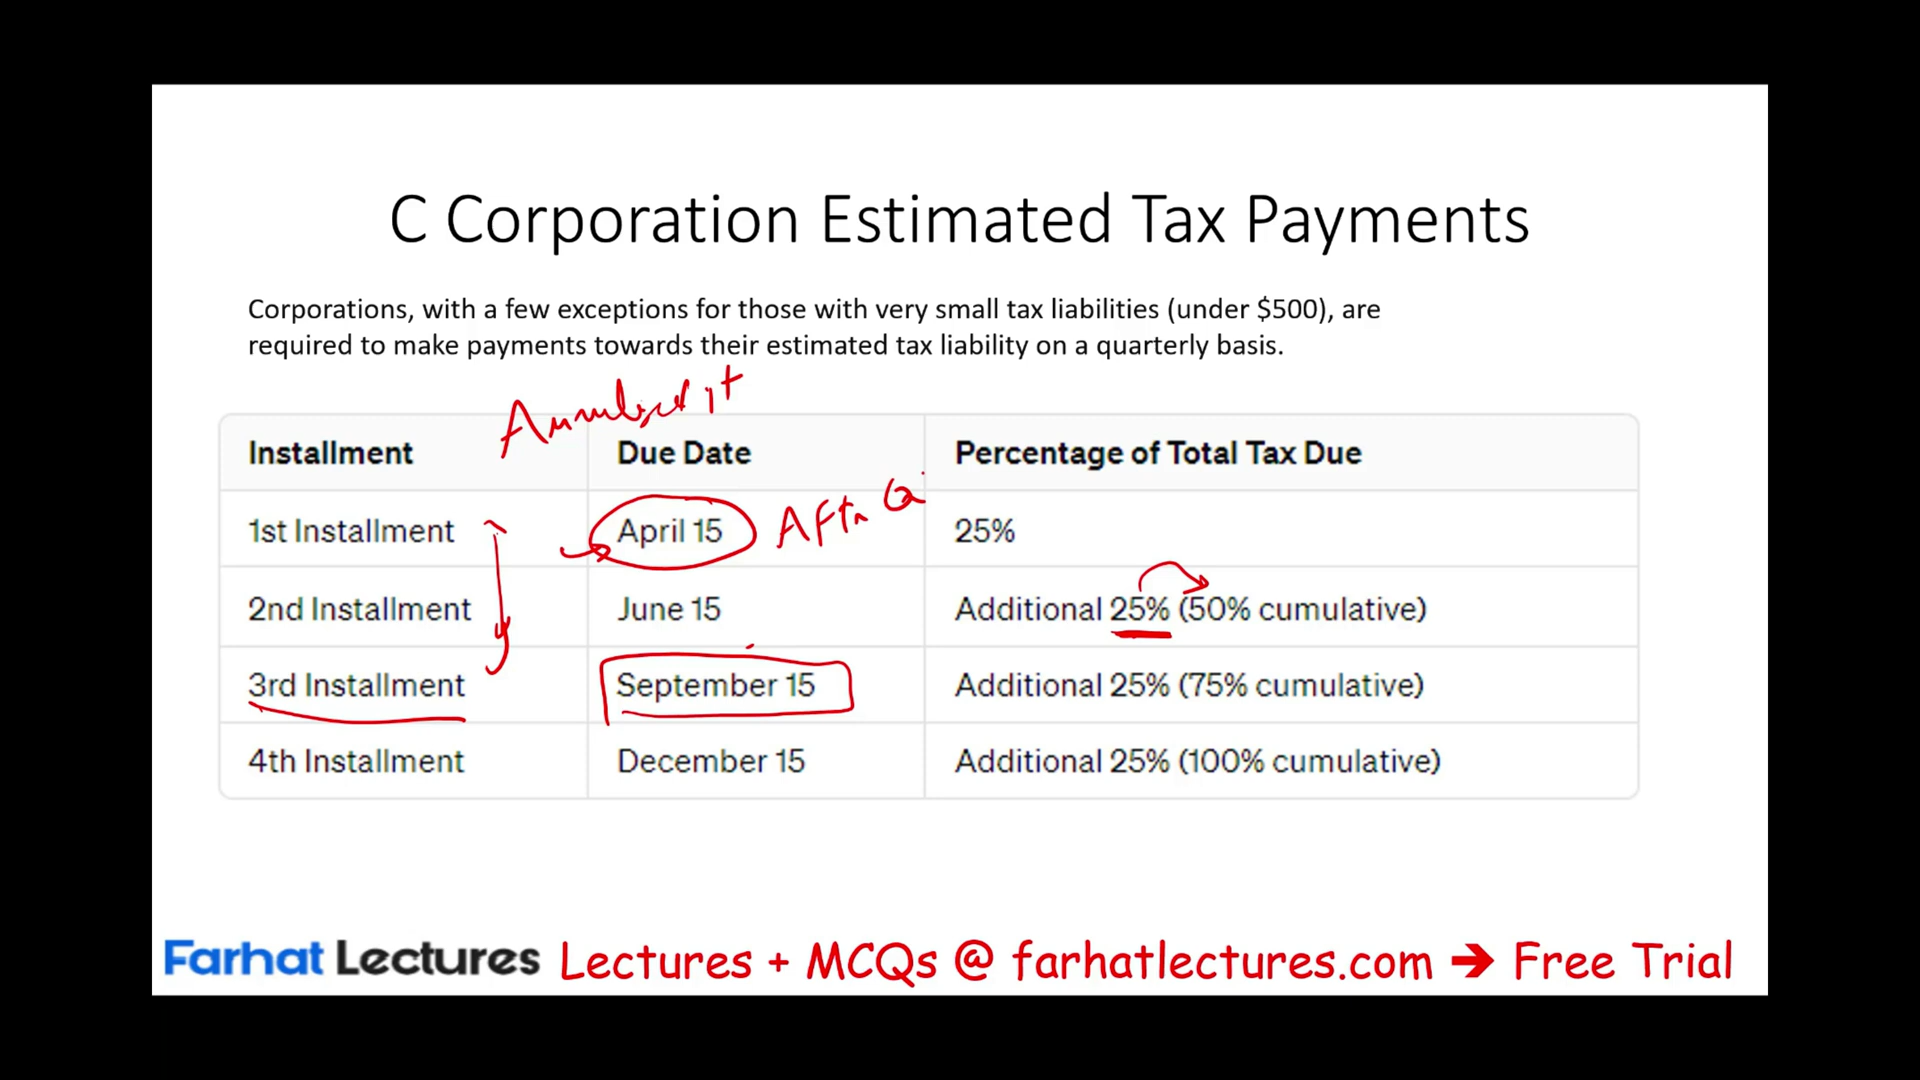 C Corporation Estimated Tax Payments
Corporations, with a few exceptions for those with very small tax liabilities (under $500), are
required to make payments towards their estimated tax liability on a quarterly basis.
Installment Due Date Percentage of Total Tax Due
1st Installment April 15 25%
2nd Installment June 15 Additional 25% (50% cumulative)
3rd Installment September 15 Additional 25% (75% cumulative)
4th Installment December 15 Additional 25% (100% cumulative)
Farhat Lectures Lectures + MCQs @ farhatlectures.com ➔ Free Trial